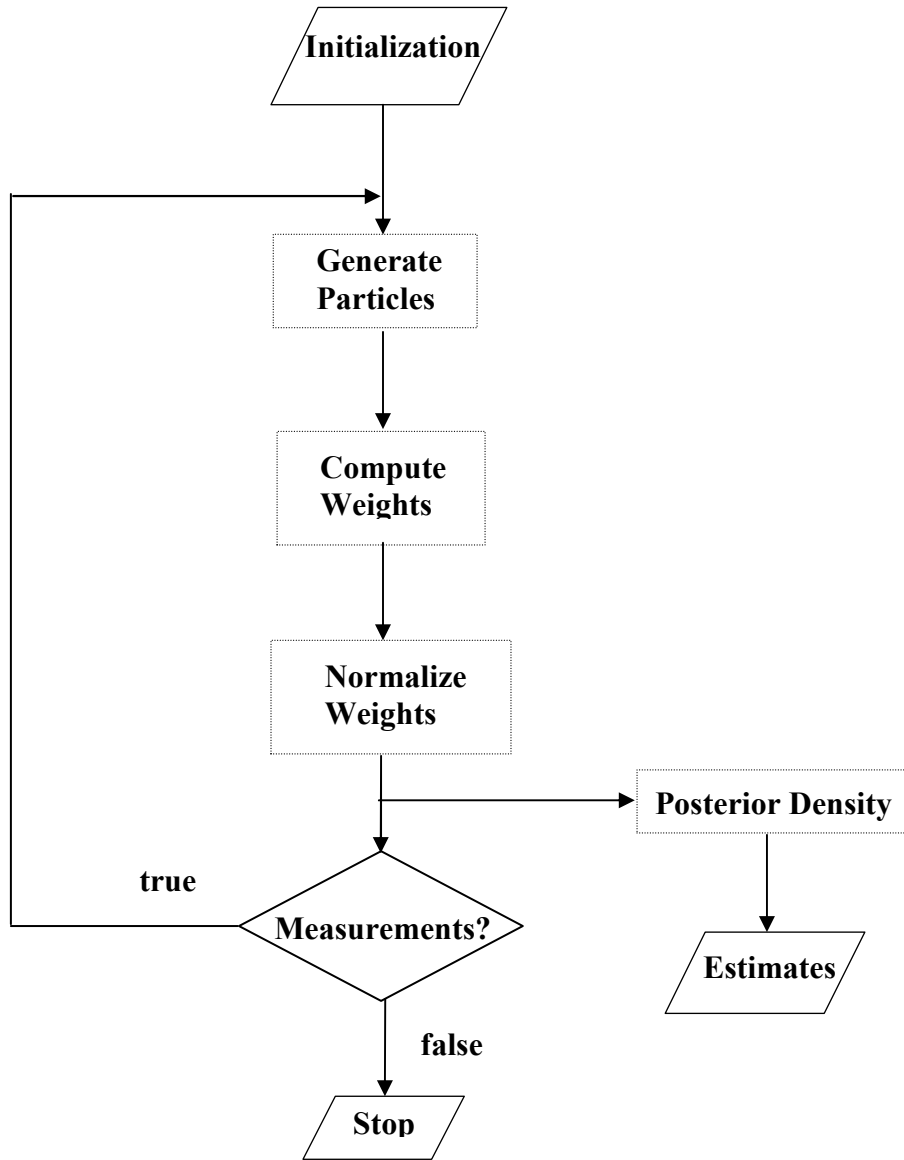 Initialization
Generate
Particles
Compute
Weights
Normalize
Weights
Posterior Density
true
Measurements?
Estimates
false
Stop